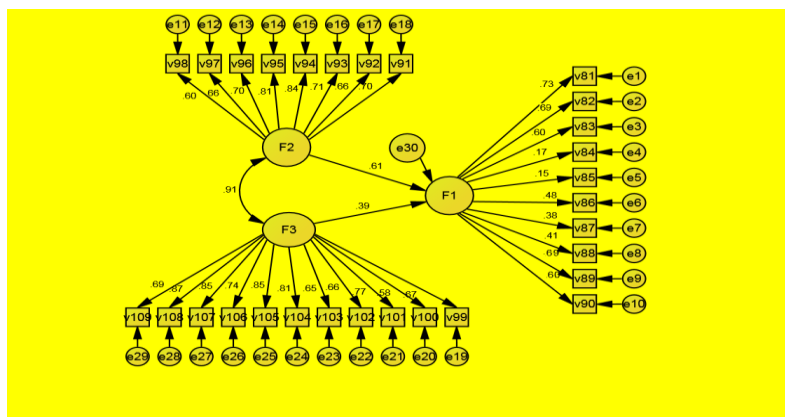 e11 e12 e13 e14 e15 e16 e17 e18
v98 v97 v96 v95 v94 v93 v92 v91
.60 .66 .70 .81 .84 .71 .66 .70
F2
e30
.61
.91
F1
.39
F3
.73 v81 e1
.69 v82 e2
.60 v83 e3
.17 v84 e4
.15 v85 e5
.48 v86 e6
.38 v87 e7
.41 v88 e8
.69 v89 e9
.60 v90 e10
.69 .87 .85 .74 .85 .81 .65 .66 .77 .58 .67
v109 v108 v107 v106 v105 v104 v103 v102 v101 v100 v99
e29 e28 e27 e26 e25 e24 e23 e22 e21 e20 e19